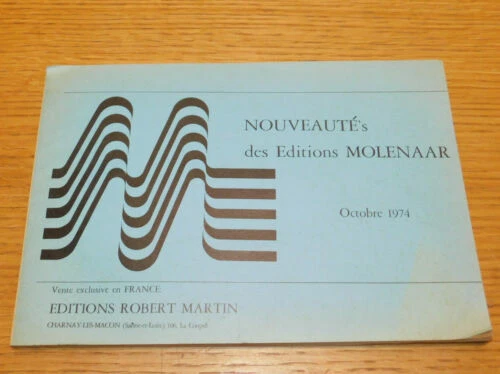 NOUVEAUTÉ's
des Editions MOLENAAR
Octobre 1974
Vente exclusive en FRANCE
EDITIONS ROBERT MARTIN
CHARNAY-LES-MACON (Saône-et-Loire) 106, La Coupée